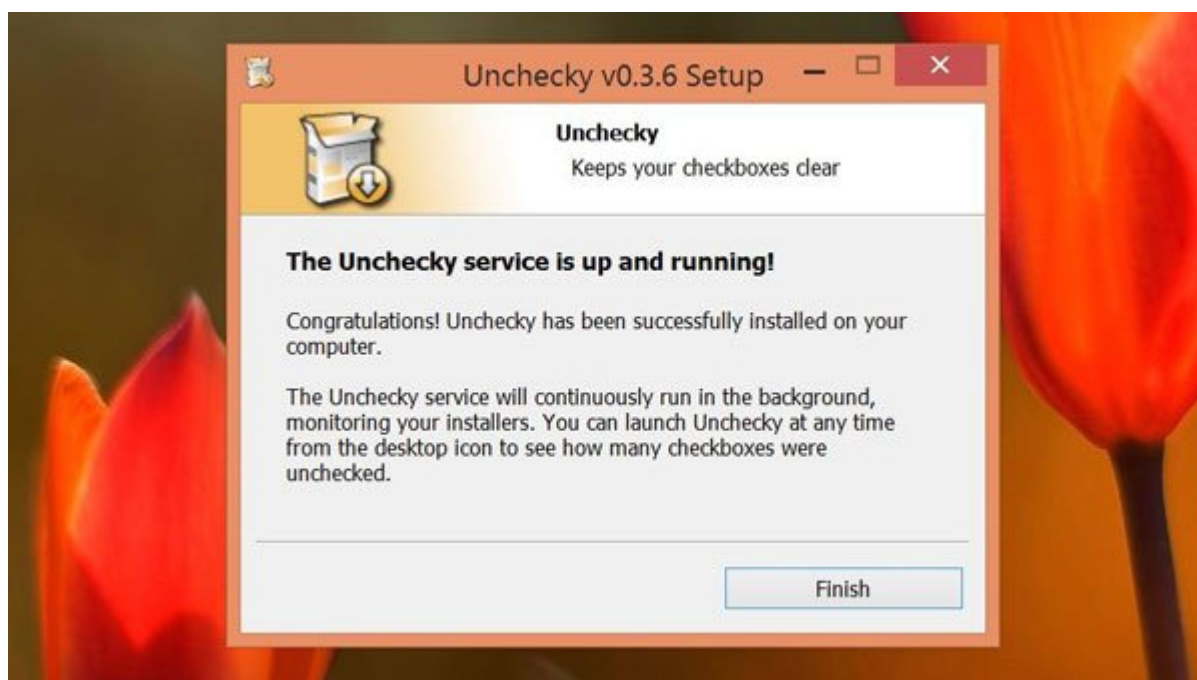 Unchecky v0.3.6 Setup
Unchecky
Keeps your checkboxes clear
The Unchecky service is up and running!
Congratulations! Unchecky has been successfully installed on your
computer.
The Unchecky service will continuously run in the background,
monitoring your installers. You can launch Unchecky at any time
from the desktop icon to see how many checkboxes were
unchecked.
Finish